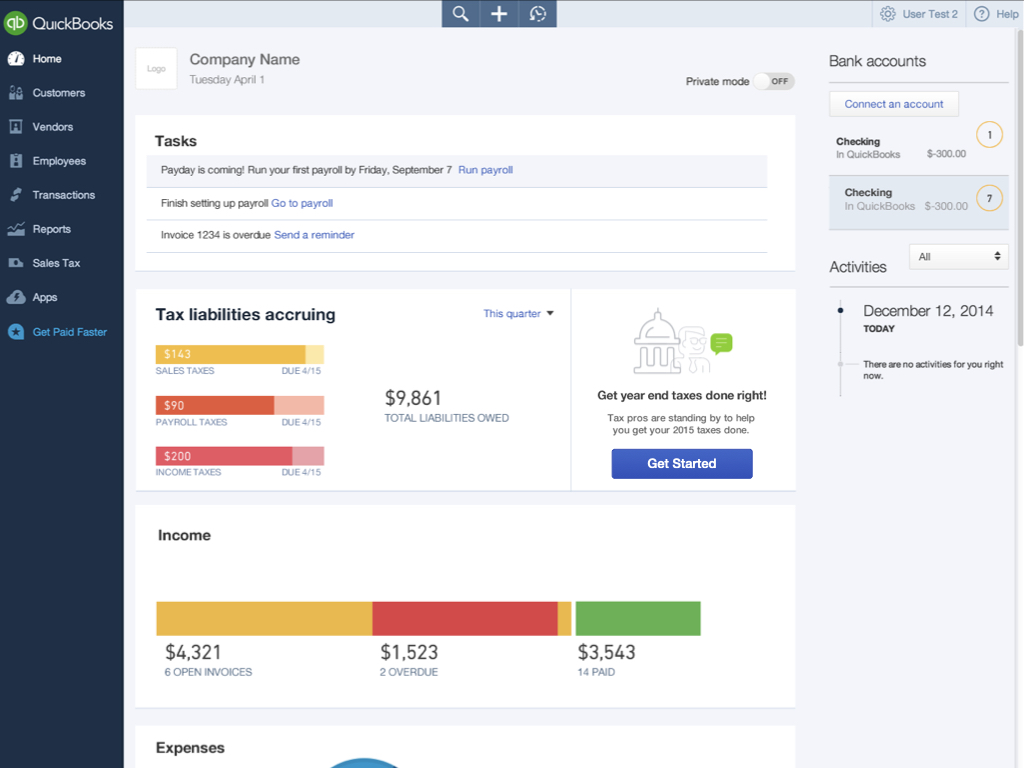 QuickBooks
User Test 2
Help
Home
Customers
Vendors
Employees
Transactions
Reports
Sales Tax
Apps
Get Paid Faster
Logo
Company Name
Tuesday April 1
Private mode OFF
Tasks
Payday is coming! Run your first payroll by Friday, September 7 Run payroll
Finish setting up payroll Go to payroll
Invoice 1234 is overdue Send a reminder
Tax liabilities accruing
This quarter
$143
SALES TAXES DUE 4/15
$90
PAYROLL TAXES DUE 4/15
$200
INCOME TAXES DUE 4/15
$9,861
TOTAL LIABILITIES OWED
Get year end taxes done right!
Tax pros are standing by to help
you get your 2015 taxes done.
Get Started
Income
$4,321
6 OPEN INVOICES
$1,523
2 OVERDUE
$3,543
14 PAID
Expenses
Bank accounts
Connect an account
Checking
In QuickBooks $-300.00
1
Checking
In QuickBooks $-300.00
7
Activities
All
December 12, 2014
TODAY
There are no activities for you right
now.